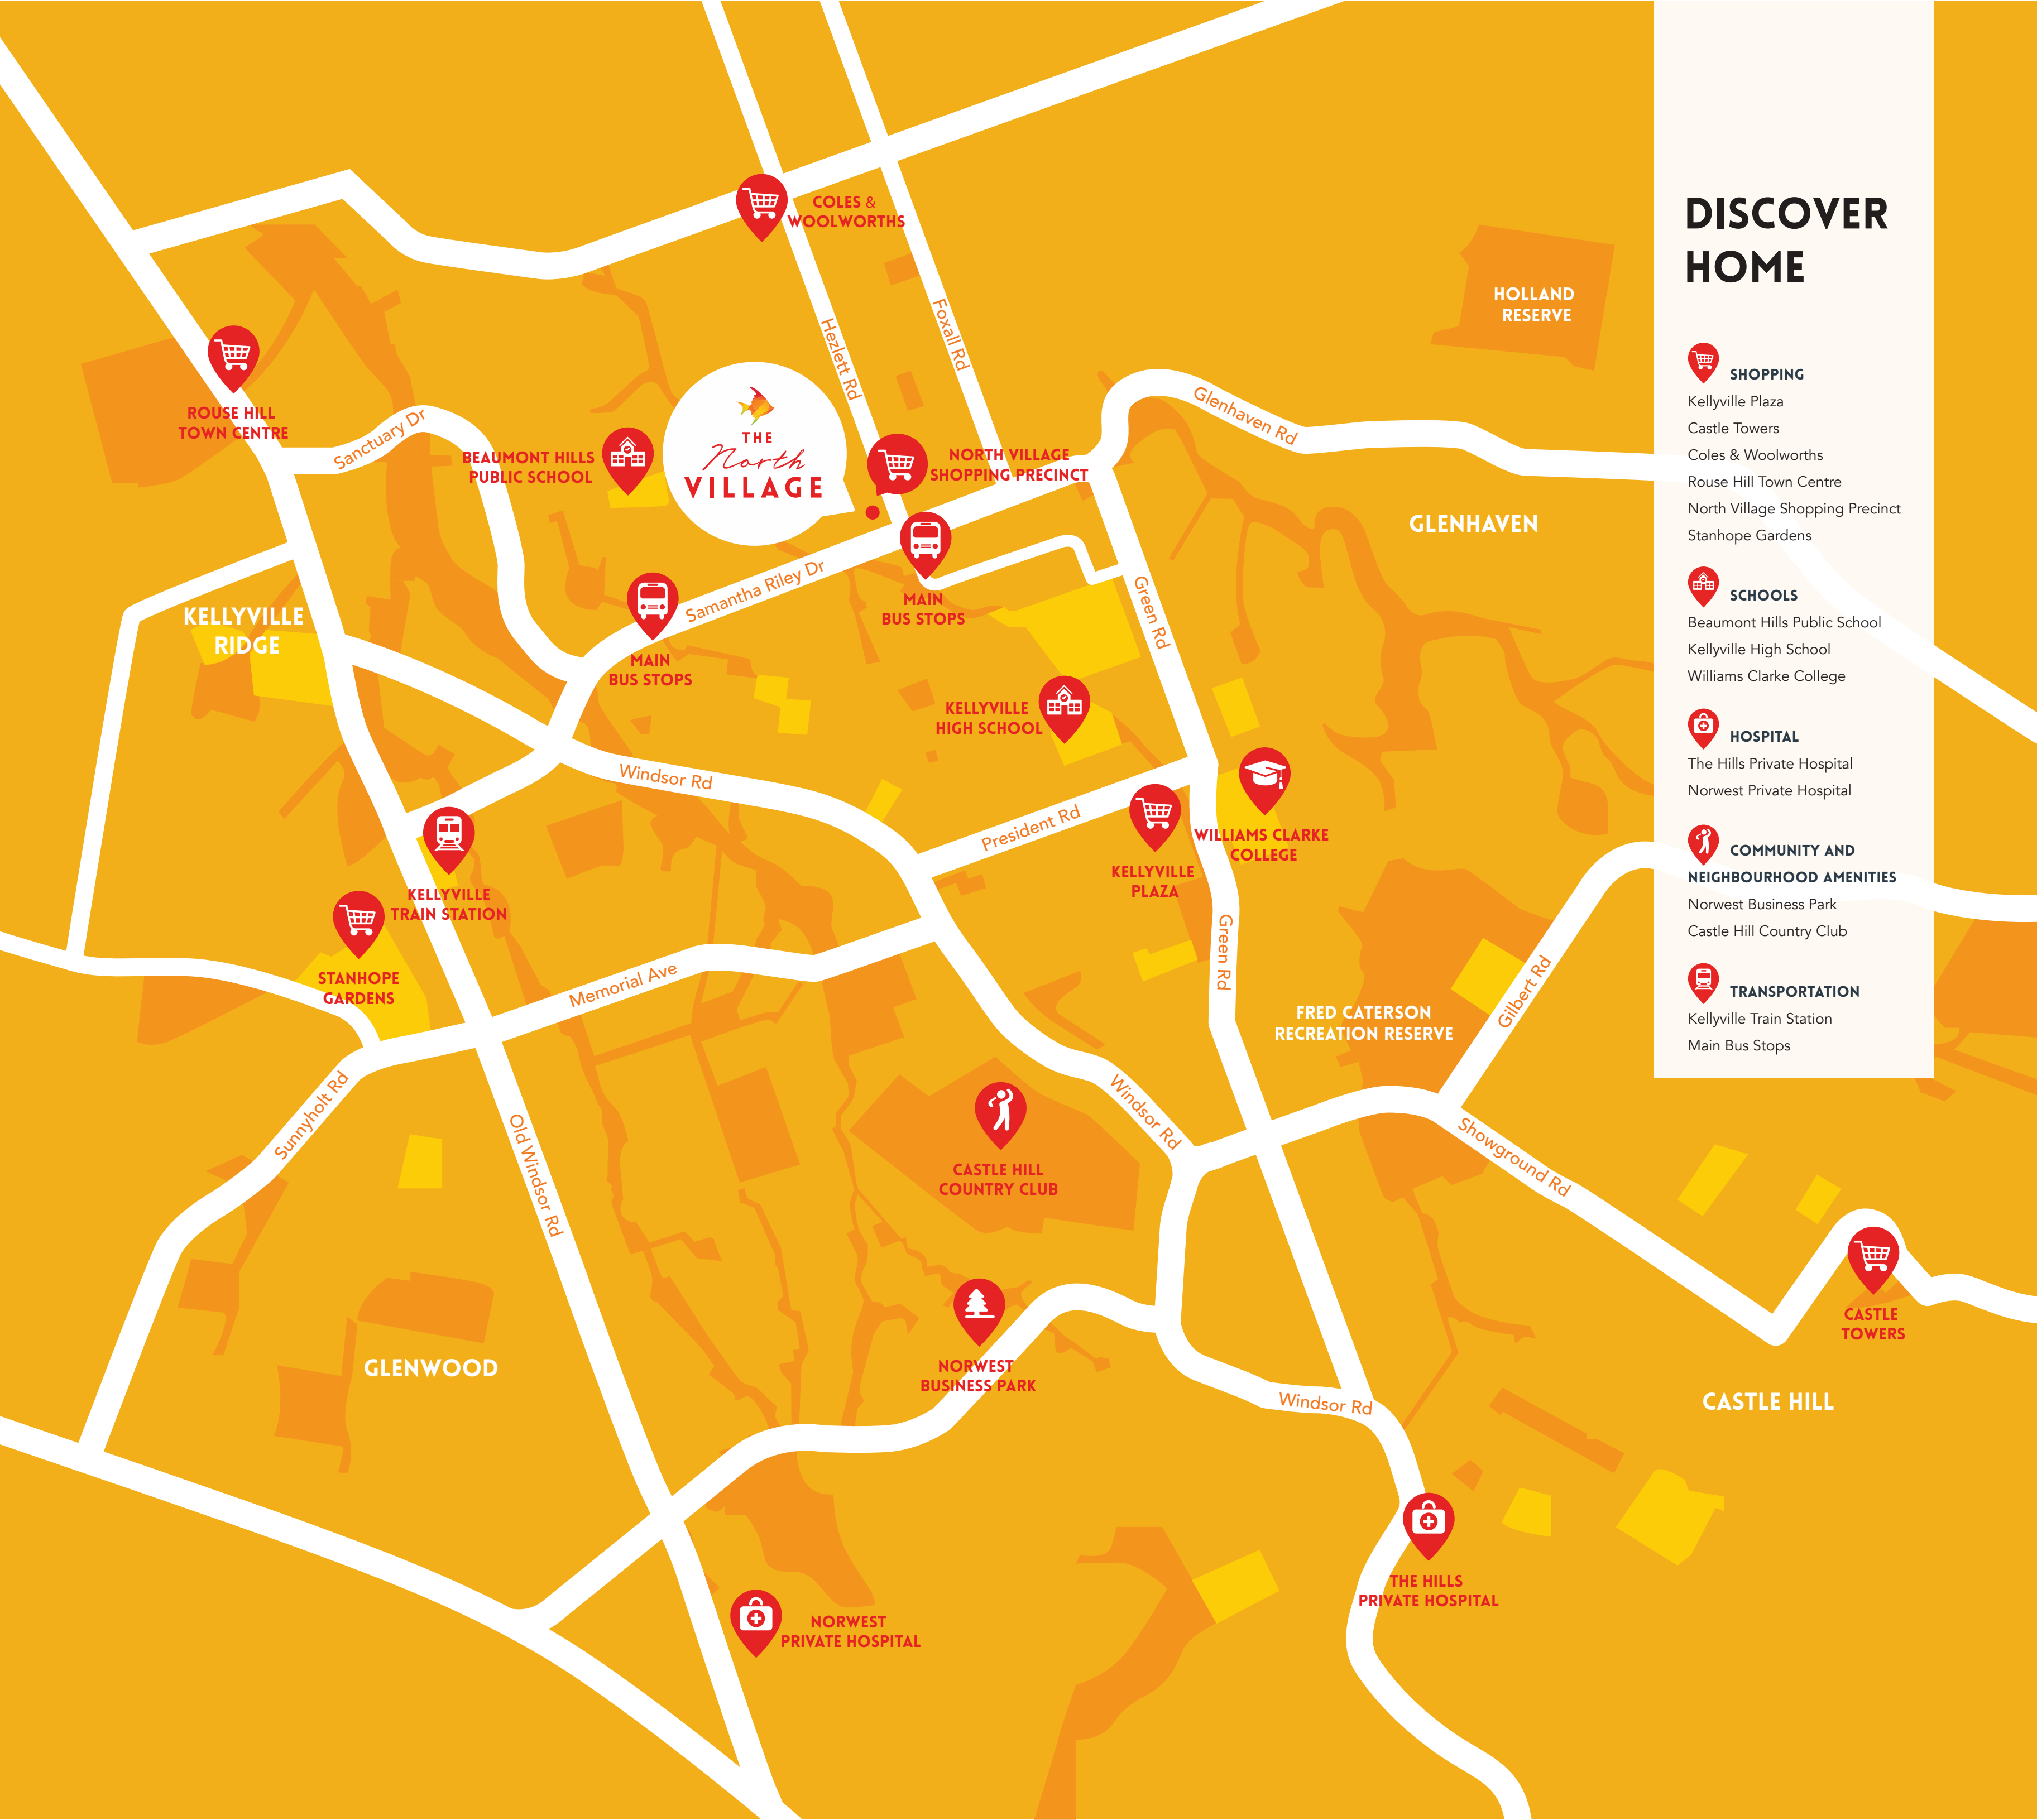 COLES &
WOOLWORTHS
HOLLAND
RESERVE
Hezlett Rd
Foxall Rd
ROUSE HILL
TOWN CENTRE
Sanctuary Dr
BEAUMONT HILLS
PUBLIC SCHOOL
THE
North
VILLAGE
NORTH VILLAGE
SHOPPING PRECINCT
Glenhaven Rd
GLENHAVEN
KELLYVILLE
RIDGE
Samantha Riley Dr
MAIN
BUS STOPS
MAIN
BUS STOPS
Green Rd
KELLYVILLE
HIGH SCHOOL
Windsor Rd
President Rd
KELLYVILLE
PLAZA
WILLIAMS CLARKE
COLLEGE
KELLYVILLE
TRAIN STATION
STANHOPE
GARDENS
Memorial Ave
Green Rd
FRED CATERSON
RECREATION RESERVE
Gilbert Rd
Sunnyholt Rd
Old Windsor Rd
Windsor Rd
CASTLE HILL
COUNTRY CLUB
Showground Rd
CASTLE
TOWERS
GLENWOOD
NORWEST
BUSINESS PARK
Windsor Rd
CASTLE HILL
THE HILLS
PRIVATE HOSPITAL
NORWEST
PRIVATE HOSPITAL
DISCOVER
HOME
SHOPPING
Kellyville Plaza
Castle Towers
Coles & Woolworths
Rouse Hill Town Centre
North Village Shopping Precinct
Stanhope Gardens
SCHOOLS
Beaumont Hills Public School
Kellyville High School
Williams Clarke College
HOSPITAL
The Hills Private Hospital
Norwest Private Hospital
COMMUNITY AND
NEIGHBOURHOOD AMENITIES
Norwest Business Park
Castle Hill Country Club
TRANSPORTATION
Kellyville Train Station
Main Bus Stops